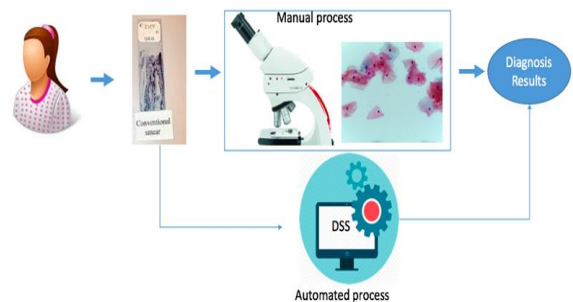 Manual process
Conventional
smear
Diagnosis
Results
DSS
Automated process